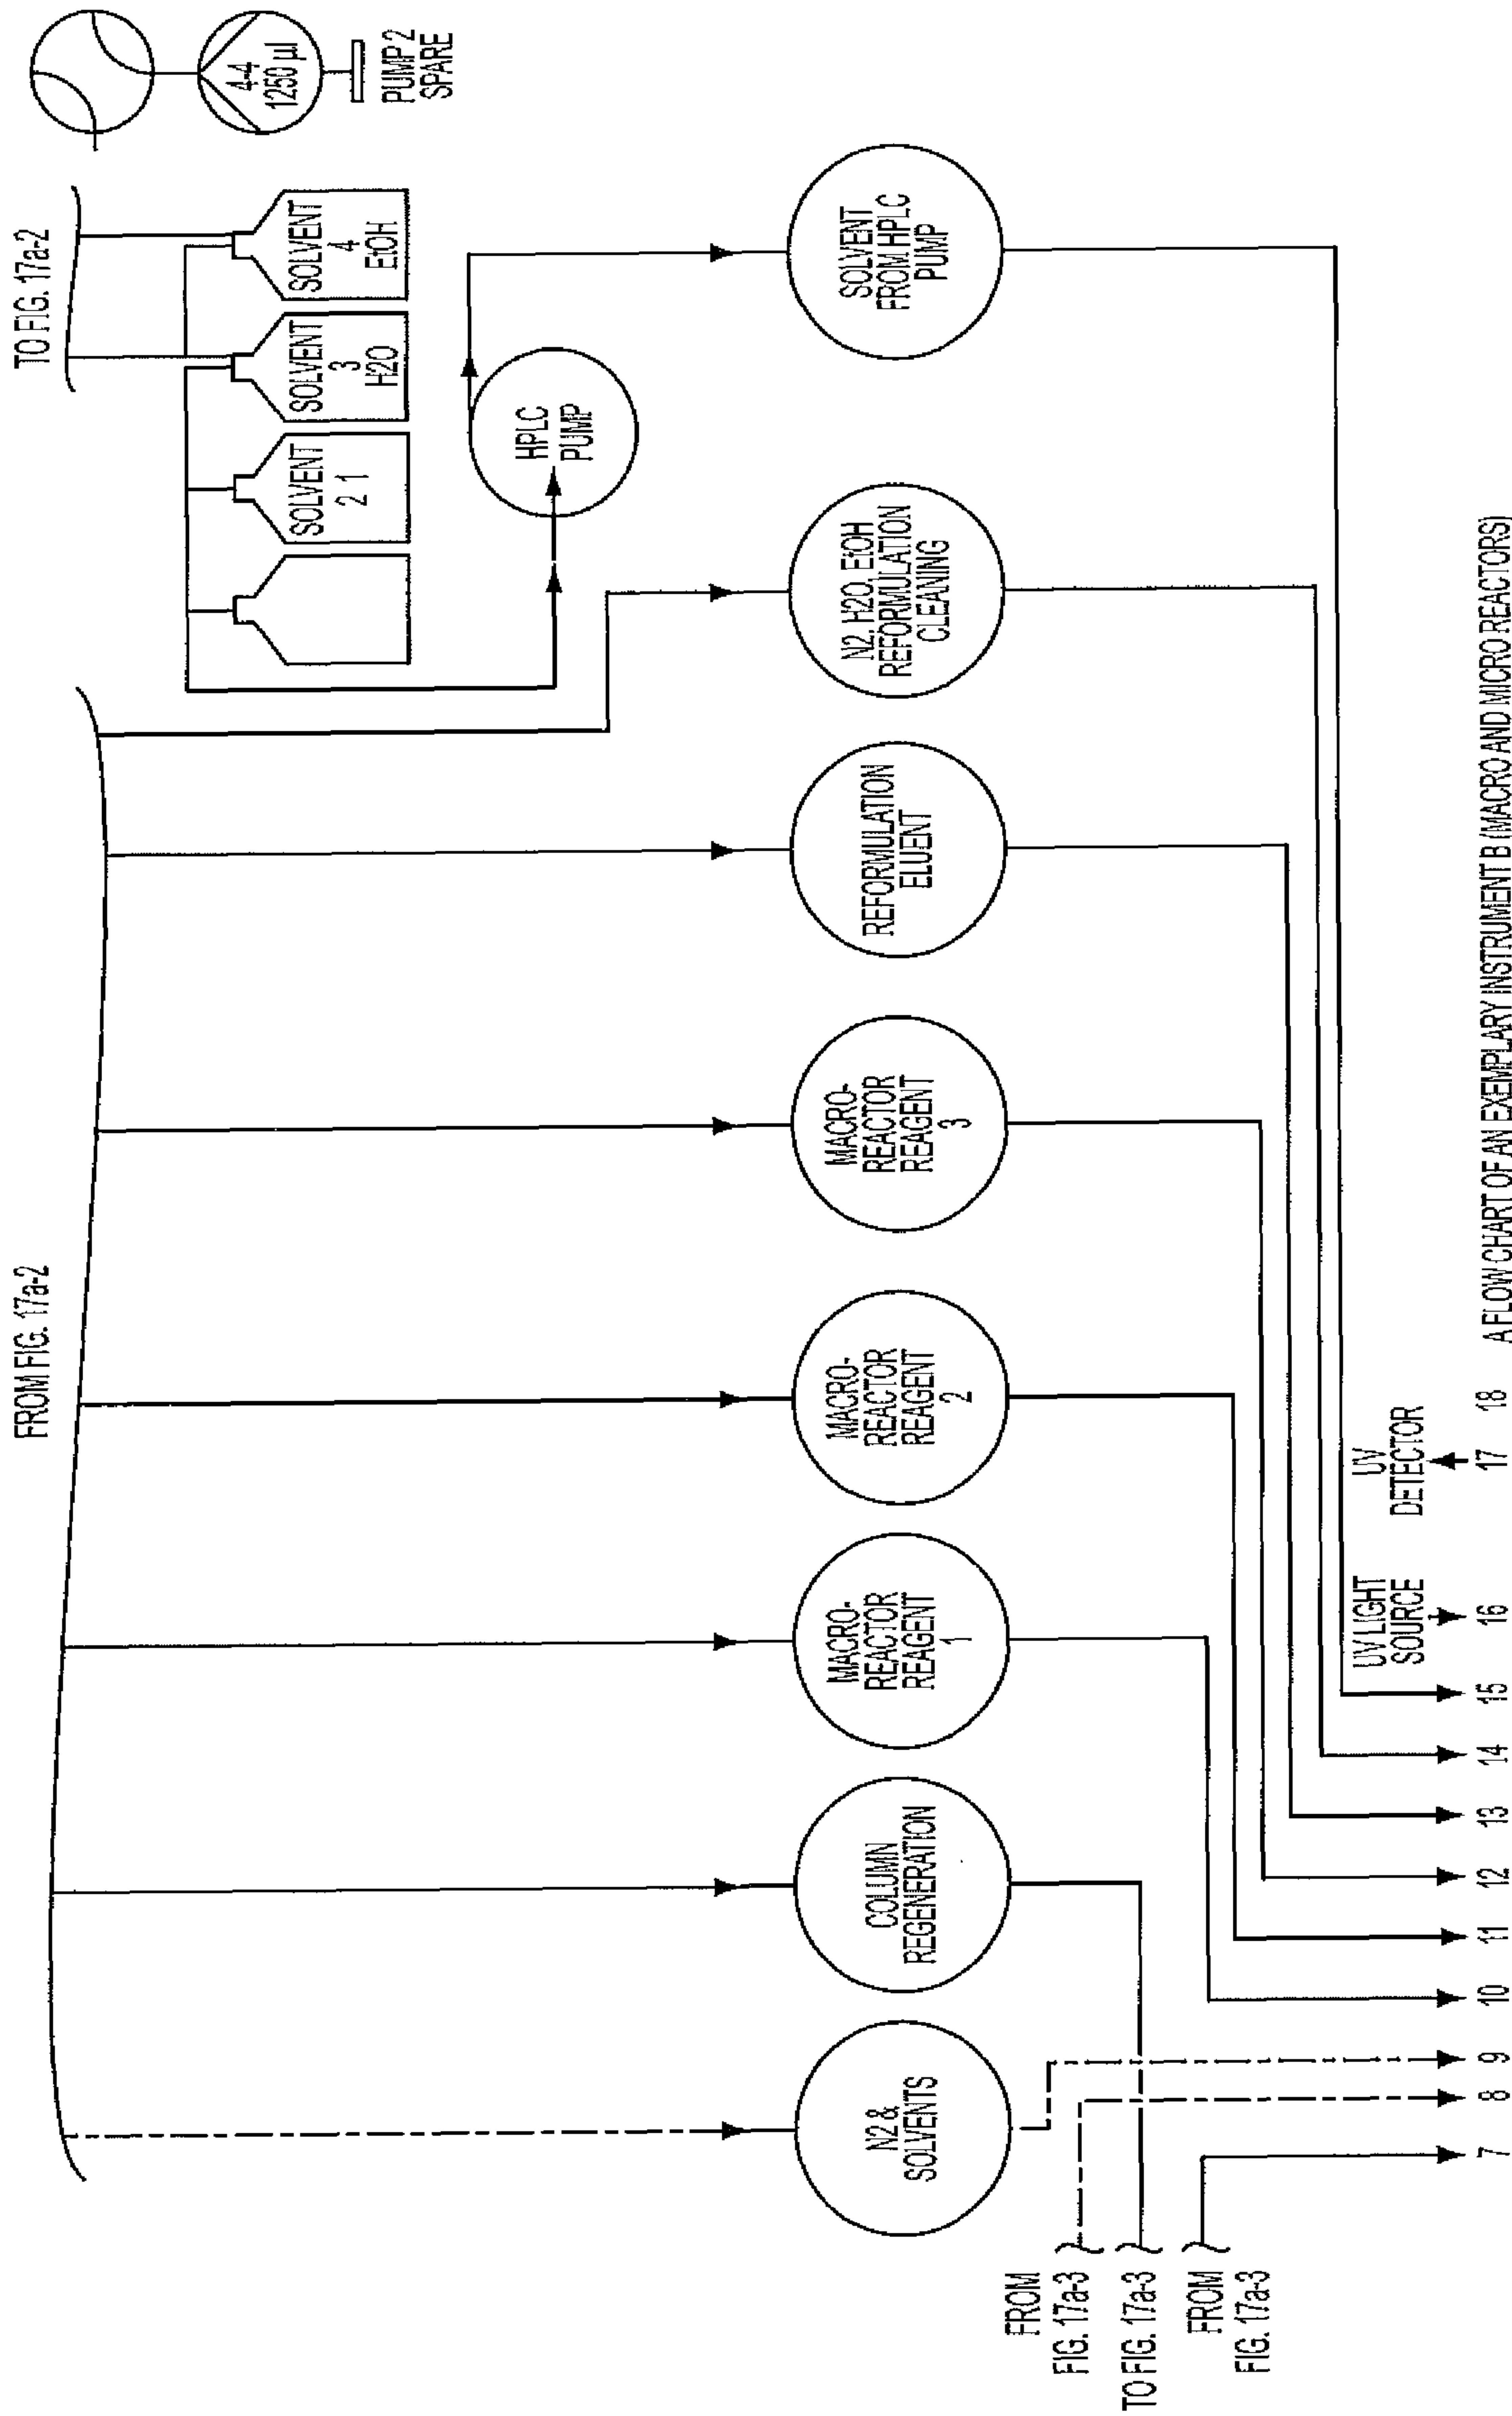 FROM FIG. 17a-2
TO FIG. 17a-2
4-4
1250 µl
PUMP 2
SPARE
SOLVENT
2 1
SOLVENT
3
H2O
SOLVENT
4
EtOH
HPLC
PUMP
N2 &
SOLVENTS
COLUMN
REGENERATION
MACRO-
REACTOR
REAGENT
1
MACRO-
REACTOR
REAGENT
2
MACRO-
REACTOR
REAGENT
3
REFORMULATION
ELUENT
N2, H2O, EtOH
REFORMULATION
CLEANING
SOLVENT
FROM HPLC
PUMP
FROM
FIG. 17a-3
TO FIG. 17a-3
FROM
FIG. 17a-3
UV LIGHT
SOURCE
UV
DETECTOR
7 8 9 10 11 12 13 14 15 16 17 18
A FLOW CHART OF AN EXEMPLARY INSTRUMENT B (MACRO AND MICRO REACTORS)